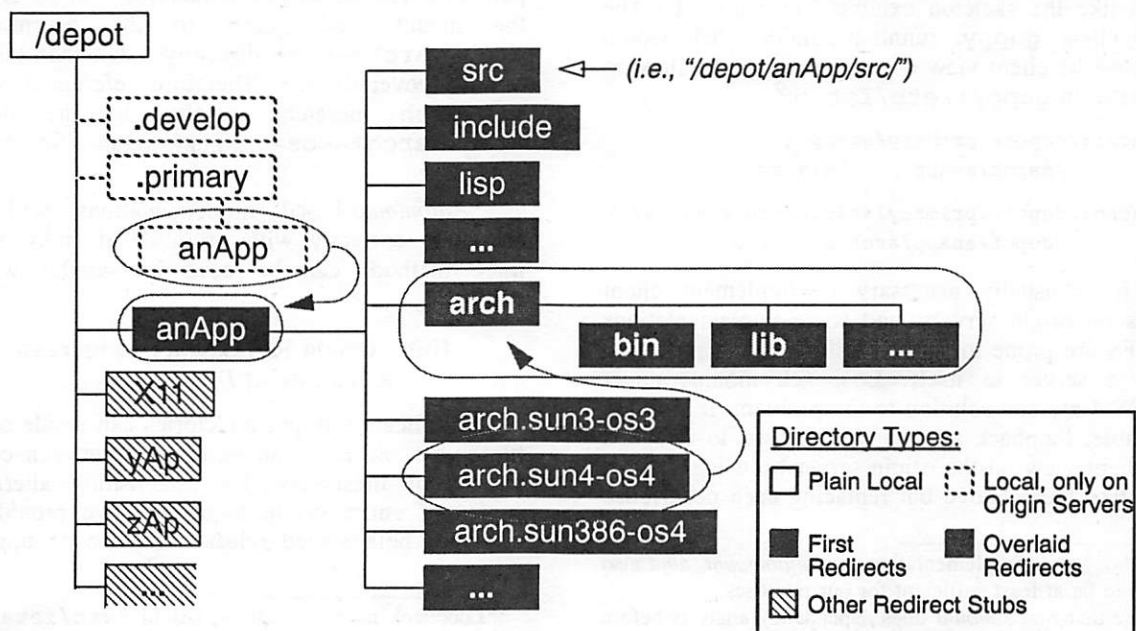 /depot
src
(i.e., "/depot/anApp/src/")
.develop
include
.primary
lisp
anApp
...
arch
anApp
bin
lib
...
X11
arch.sun3-os3
yAp
arch.sun4-os4
zAp
arch.sun386-os4
...
...
Directory Types:
Plain Local
Local, only on
Origin Servers
First
Redirects
Overlaid
Redirects
Other Redirect Stubs